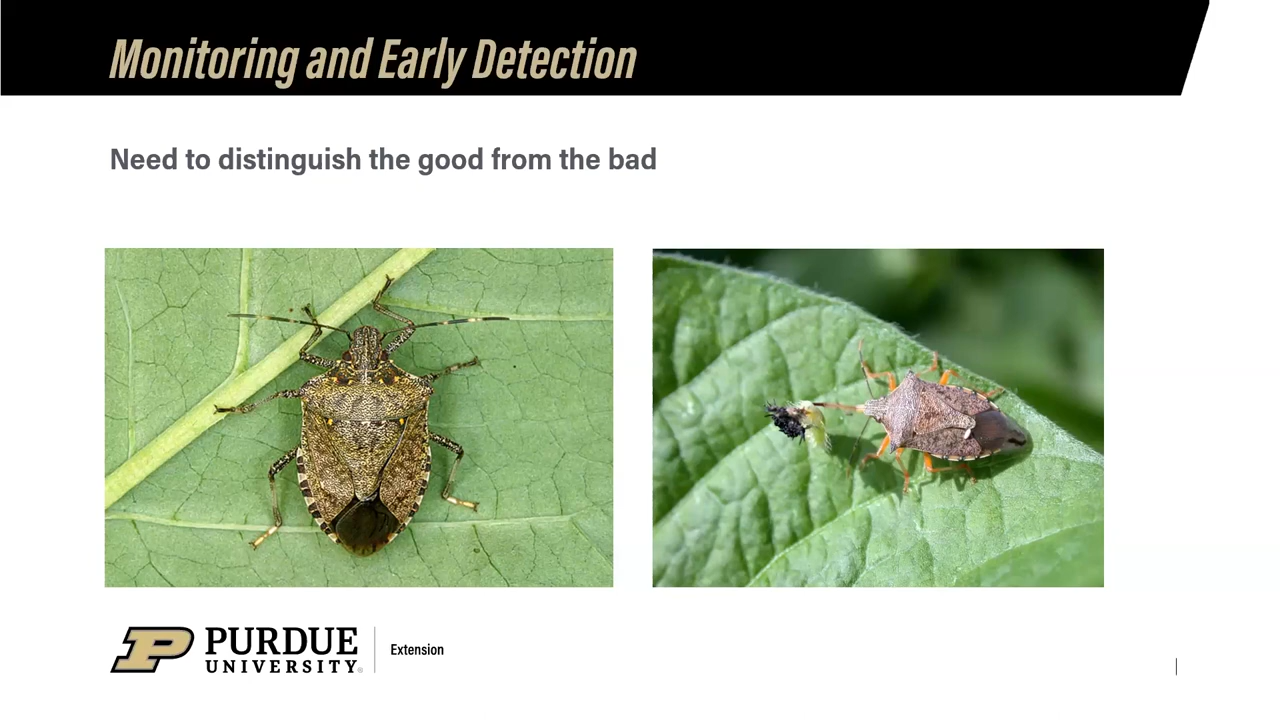 Monitoring and Early Detection
Need to distinguish the good from the bad
PURDUE
UNIVERSITY®
Extension